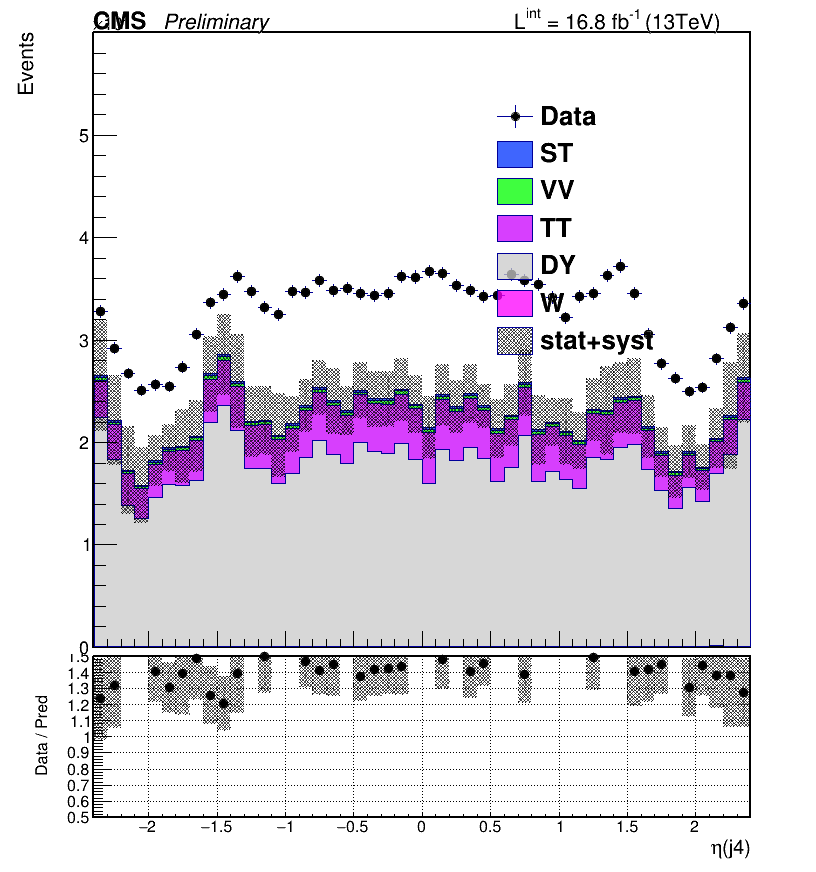 CMS Preliminary L^int = 16.8 fb^-1 (13TeV)
Events
Data
ST
VV
TT
DY
W
stat+syst
5
4
3
2
1
0
1.5
1.4
1.3
1.2
1.1
1
0.9
0.8
0.7
0.6
0.5
Data / Pred
−2 −1.5 −1 −0.5 0 0.5 1 1.5 2
η(j4)